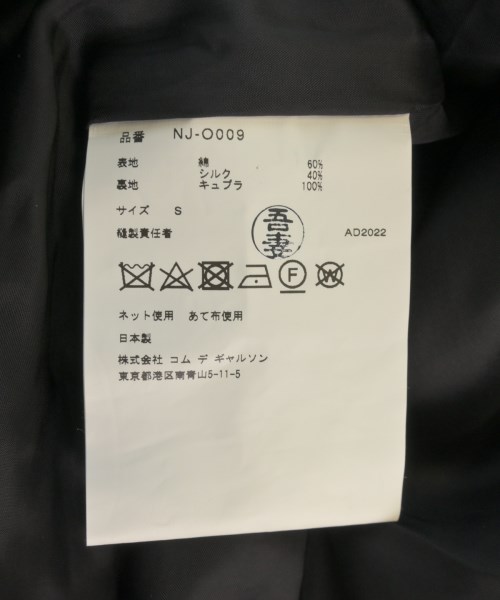 品番 NJ-O009
表地 綿 60%
シルク 40%
裏地 キュプラ 100%
サイズ S
縫製責任者 吾妻 AD2022
F W
ネット使用 あて布使用
日本製
株式会社 コム デ ギャルソン
東京都港区南青山5-11-5